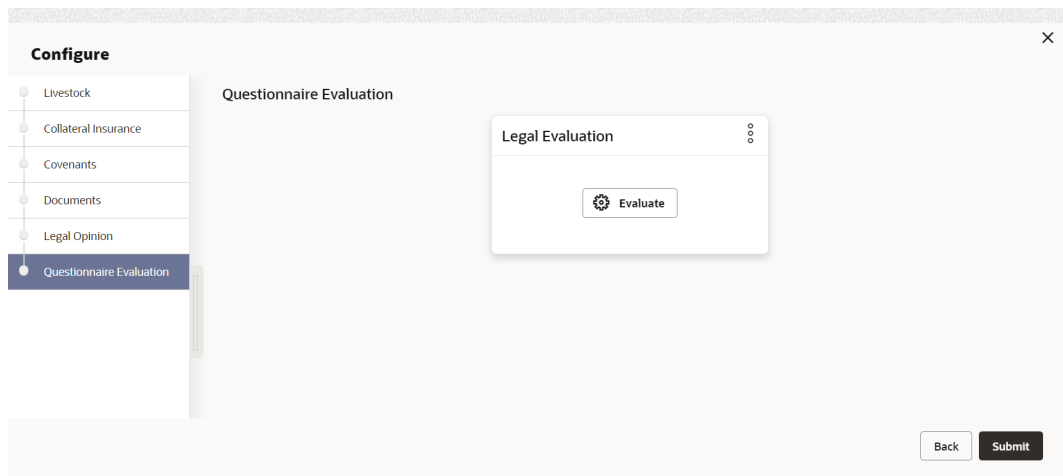 Configure
Livestock
Collateral Insurance
Covenants
Documents
Legal Opinion
Questionnaire Evaluation
Questionnaire Evaluation
Legal Evaluation
Evaluate
Back
Submit